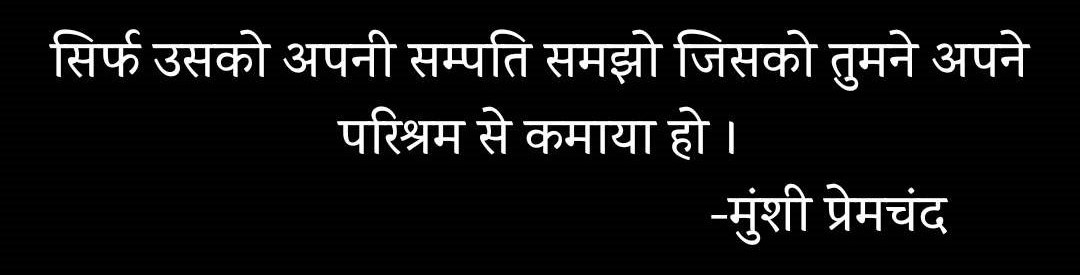 सिर्फ उसको अपनी सम्पति समझो जिसको तुमने अपने
परिश्रम से कमाया हो ।
-मुंशी प्रेमचंद